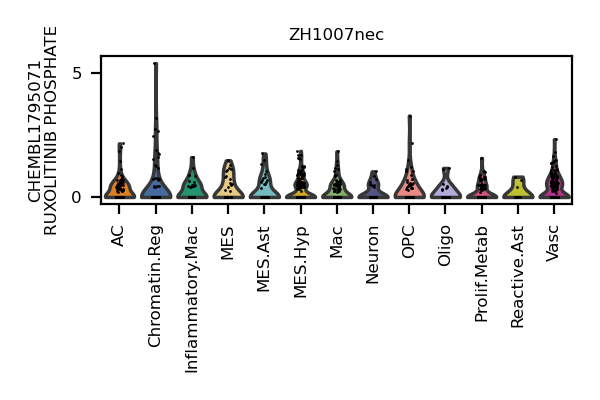 ZH1007nec
CHEMBL1795071
RUXOLITINIB PHOSPHATE
5
0
AC
Chromatin.Reg
Inflammatory.Mac
MES
MES.Ast
MES.Hyp
Mac
Neuron
OPC
Oligo
Prolif.Metab
Reactive.Ast
Vasc